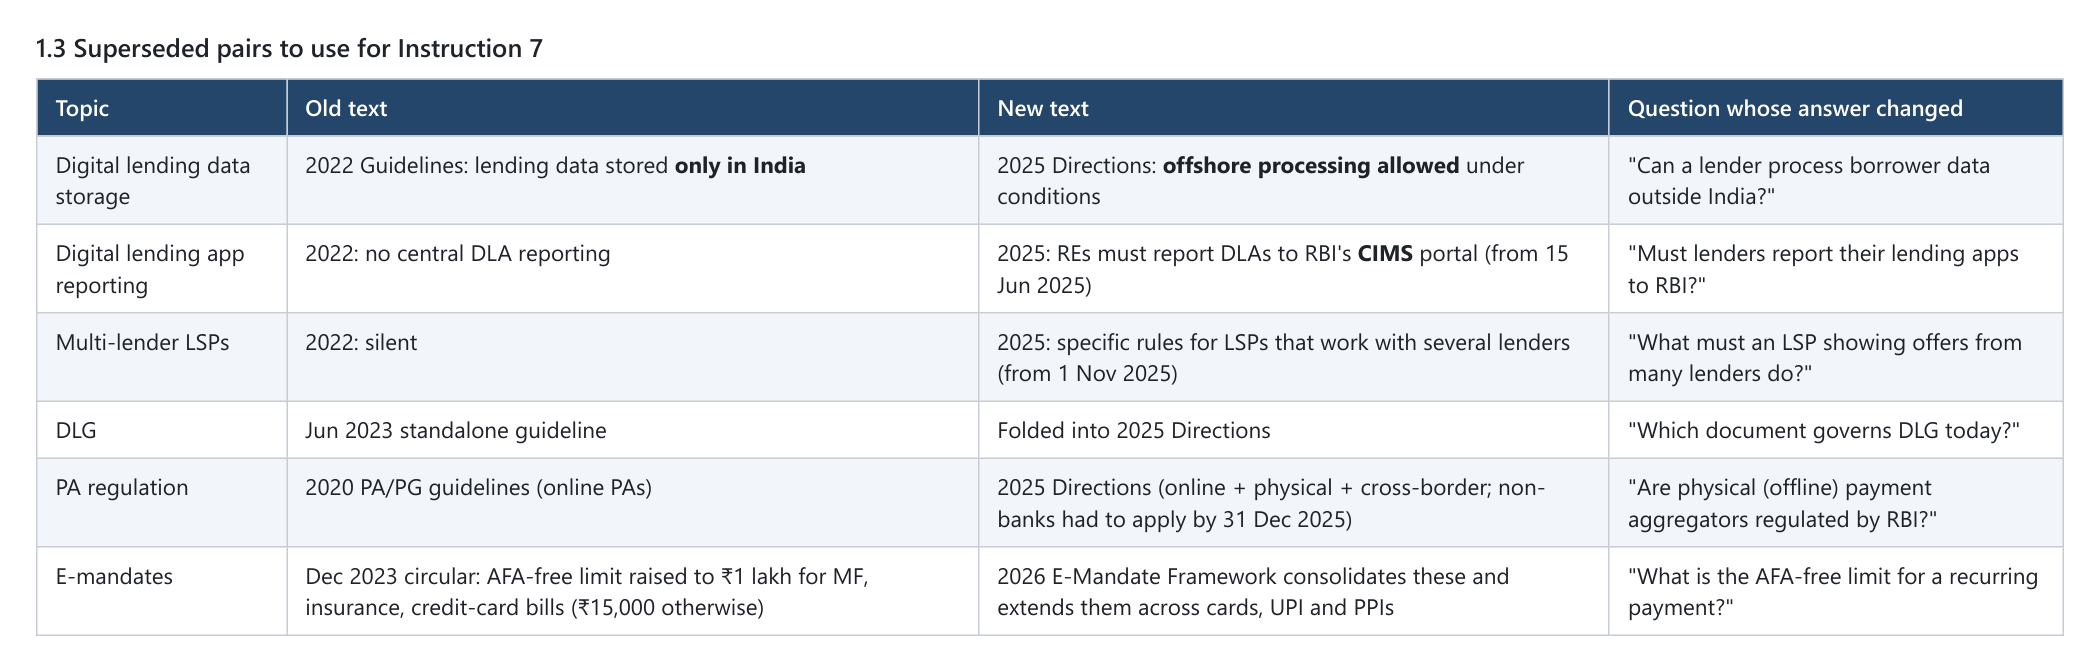 1.3 Superseded pairs to use for Instruction 7
Topic
Old text
New text
Question whose answer changed
Digital lending data
storage
2022 Guidelines: lending data stored only in India
2025 Directions: offshore processing allowed under
conditions
"Can a lender process borrower data
outside India?"
Digital lending app
reporting
2022: no central DLA reporting
2025: REs must report DLAs to RBI's CIMS portal (from 15
Jun 2025)
"Must lenders report their lending apps
to RBI?"
Multi-lender LSPs
2022: silent
2025: specific rules for LSPs that work with several lenders
(from 1 Nov 2025)
"What must an LSP showing offers from
many lenders do?"
DLG
Jun 2023 standalone guideline
Folded into 2025 Directions
"Which document governs DLG today?"
PA regulation
2020 PA/PG guidelines (online PAs)
2025 Directions (online + physical + cross-border; non-
banks had to apply by 31 Dec 2025)
"Are physical (offline) payment
aggregators regulated by RBI?"
E-mandates
Dec 2023 circular: AFA-free limit raised to ₹1 lakh for MF,
insurance, credit-card bills (₹15,000 otherwise)
2026 E-Mandate Framework consolidates these and
extends them across cards, UPI and PPIs
"What is the AFA-free limit for a recurring
payment?"